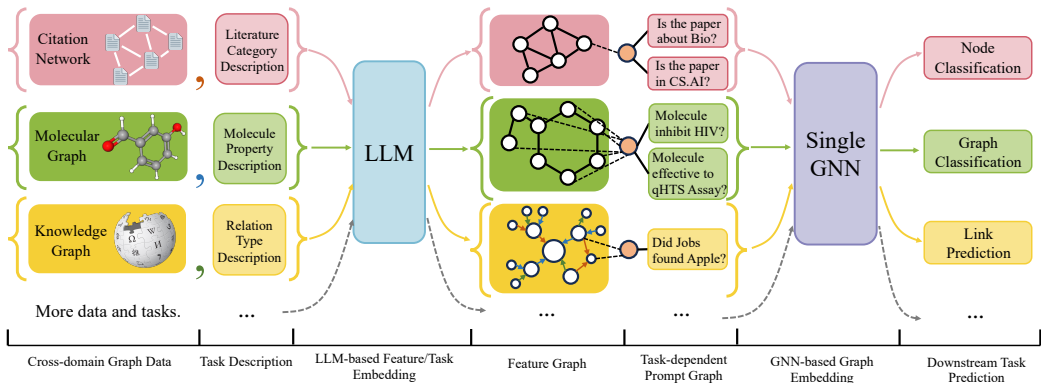 Citation
Network
,
Literature
Category
Description
Molecular
Graph
,
Molecule
Property
Description
Knowledge
Graph
,
Relation
Type
Description
More data and tasks.
...
LLM
Is the paper
about Bio?
Is the paper
in CS.AI?
Molecule
inhibit HIV?
Molecule
effective to
qHTS Assay?
Did Jobs
found Apple?
...
...
Single
GNN
Node
Classification
Graph
Classification
Link
Prediction
...
Cross-domain Graph Data
Task Description
LLM-based Feature/Task
Embedding
Feature Graph
Task-dependent
Prompt Graph
GNN-based Graph
Embedding
Downstream Task
Prediction